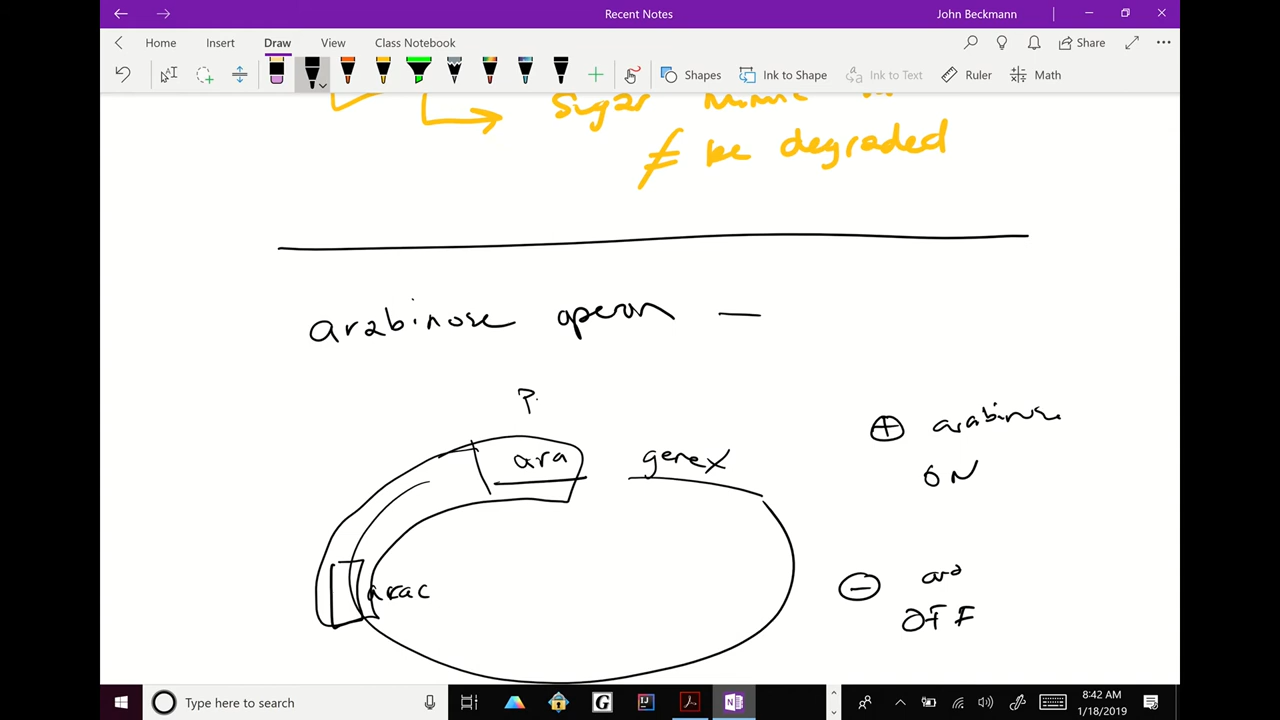 Recent Notes
John Beckmann
Home Insert Draw View Class Notebook
Share
Shapes
Ink to Shape
Ink to Text
Ruler
Math
Sugar
≠ be degraded
arabinose operon —
P
ara
genex
arac
+ arabinose
ON
- ara
OFF
Type here to search
8:42 AM
1/18/2019